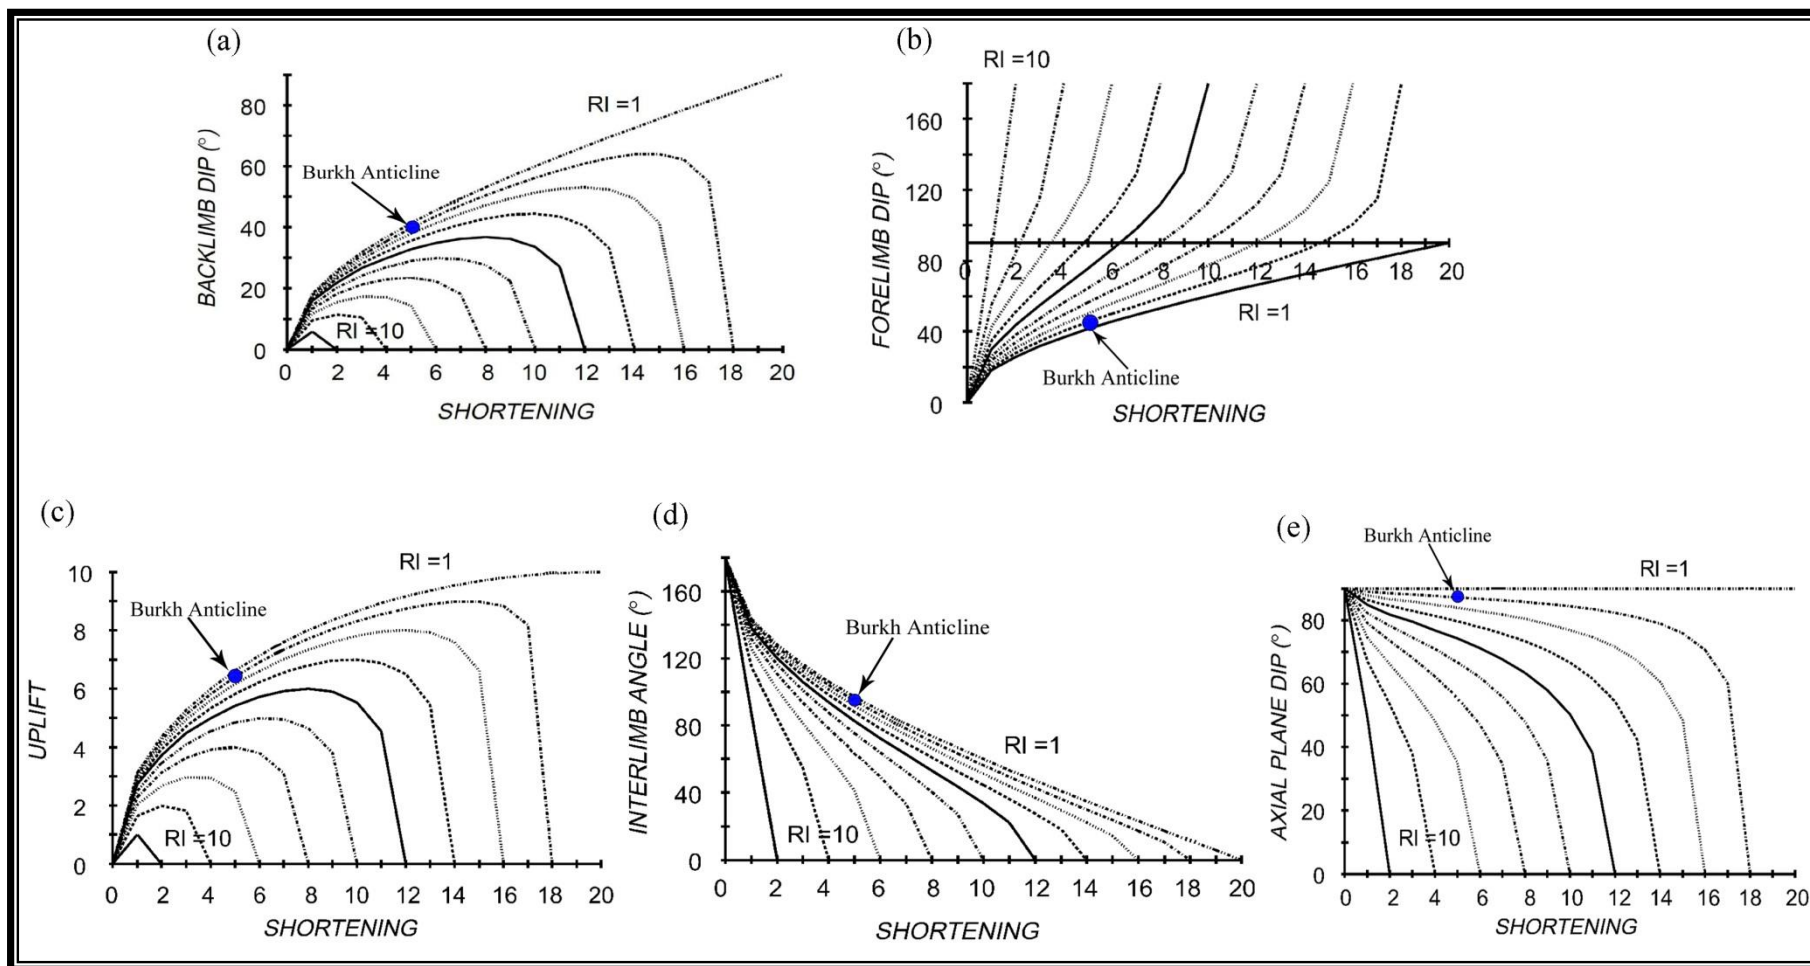 (a)
BACKLIMB DIP (°)
80
60
40
20
0
RI =1
Burkh Anticline
RI =10
0 2 4 6 8 10 12 14 16 18 20
SHORTENING
(b)
RI =10
FORELIMB DIP (°)
160
120
80
40
0
0 2 4 6 8 10 12 14 16 18 20
RI =1
Burkh Anticline
SHORTENING
(c)
UPLIFT
10
8
6
4
2
0
RI =1
Burkh Anticline
RI =10
0 2 4 6 8 10 12 14 16 18 20
SHORTENING
(d)
INTERLIMB ANGLE (°)
160
120
80
40
0
Burkh Anticline
RI =1
RI =10
0 2 4 6 8 10 12 14 16 18 20
SHORTENING
(e)
Burkh Anticline
RI =1
AXIAL PLANE DIP (°)
80
60
40
20
0
RI =10
0 2 4 6 8 10 12 14 16 18 20
SHORTENING